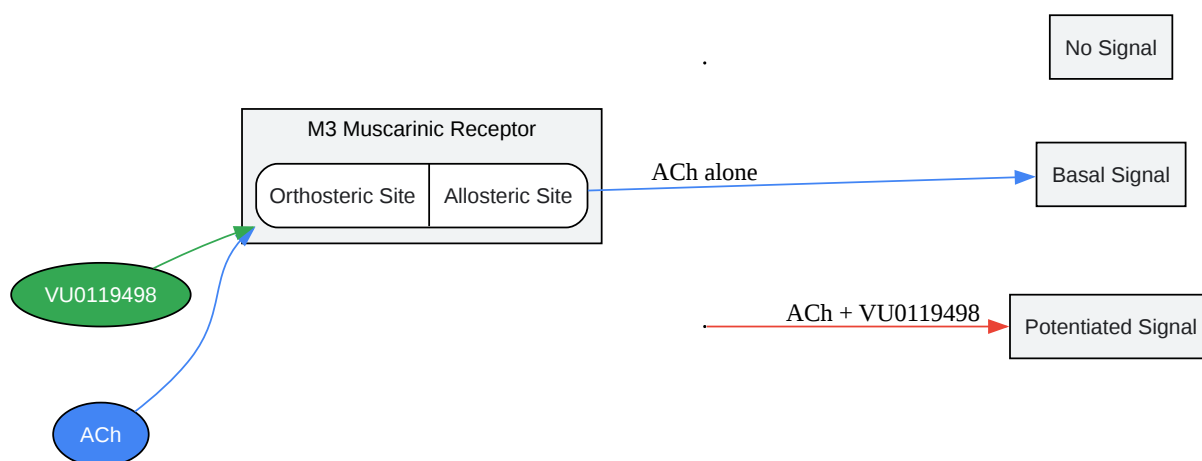 No Signal
M3 Muscarinic Receptor
ACh alone
Basal Signal
Orthosteric Site
Allosteric Site
VU0119498
ACh + VU0119498
Potentiated Signal
ACh